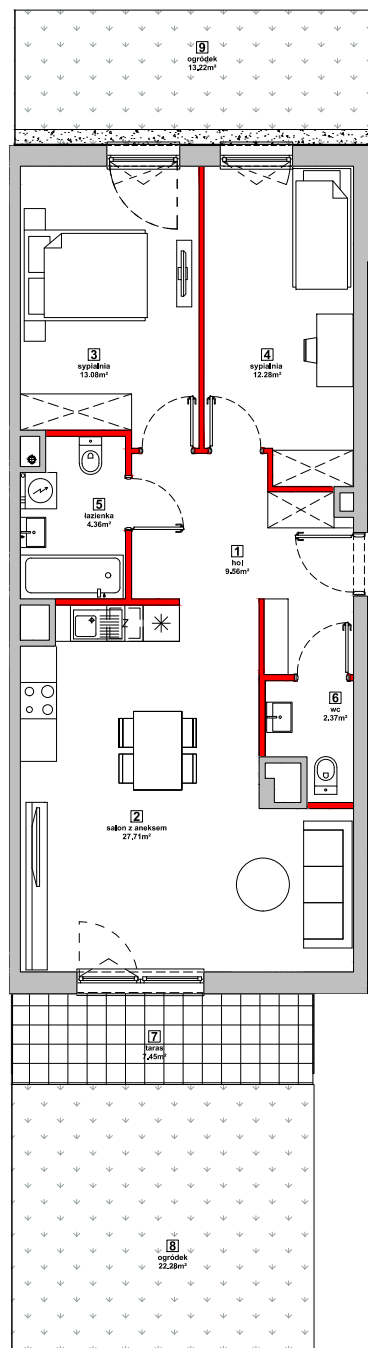 9
ogródek
13.22m²
3
sypialnia
13.08m²
4
sypialnia
12.28m²
5
łazienka
4.36m²
1
hol
9.56m²
Z
6
wc
2.37m²
2
salon z aneksem
27.71m²
7
taras
7.45m²
8
ogródek
22.28m²